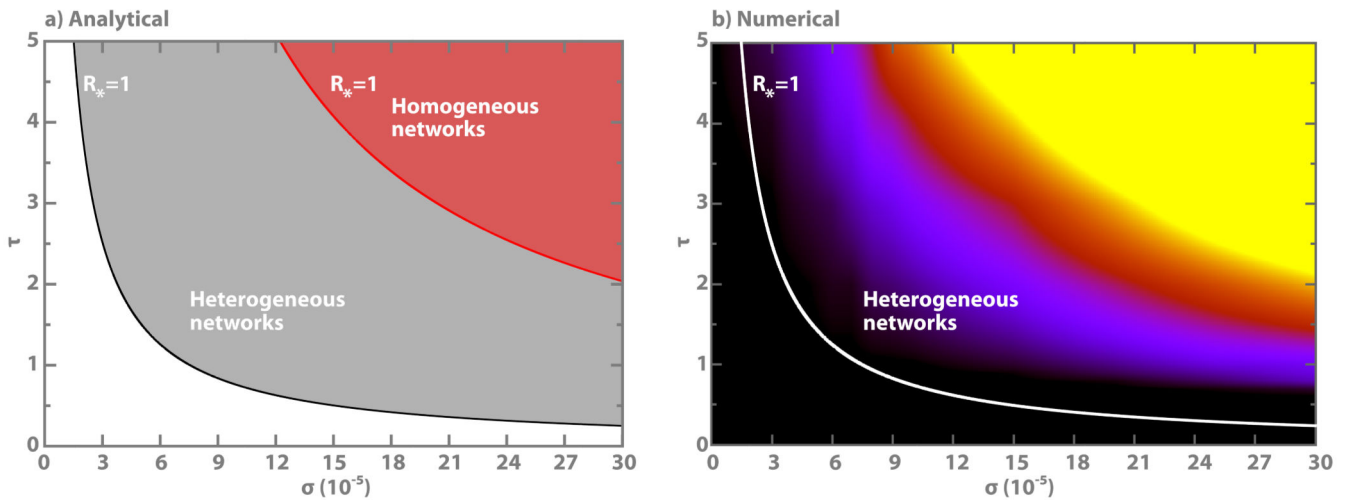 a) Analytical
5
4
3
2
1
0
τ
R*=1
R*=1
Homogeneous
networks
Heterogeneous
networks
0 3 6 9 12 15 18 21 24 27 30
σ (10⁻⁵)
b) Numerical
5
4
3
2
1
0
τ
R*=1
Heterogeneous
networks
0 3 6 9 12 15 18 21 24 27 30
σ (10⁻⁵)